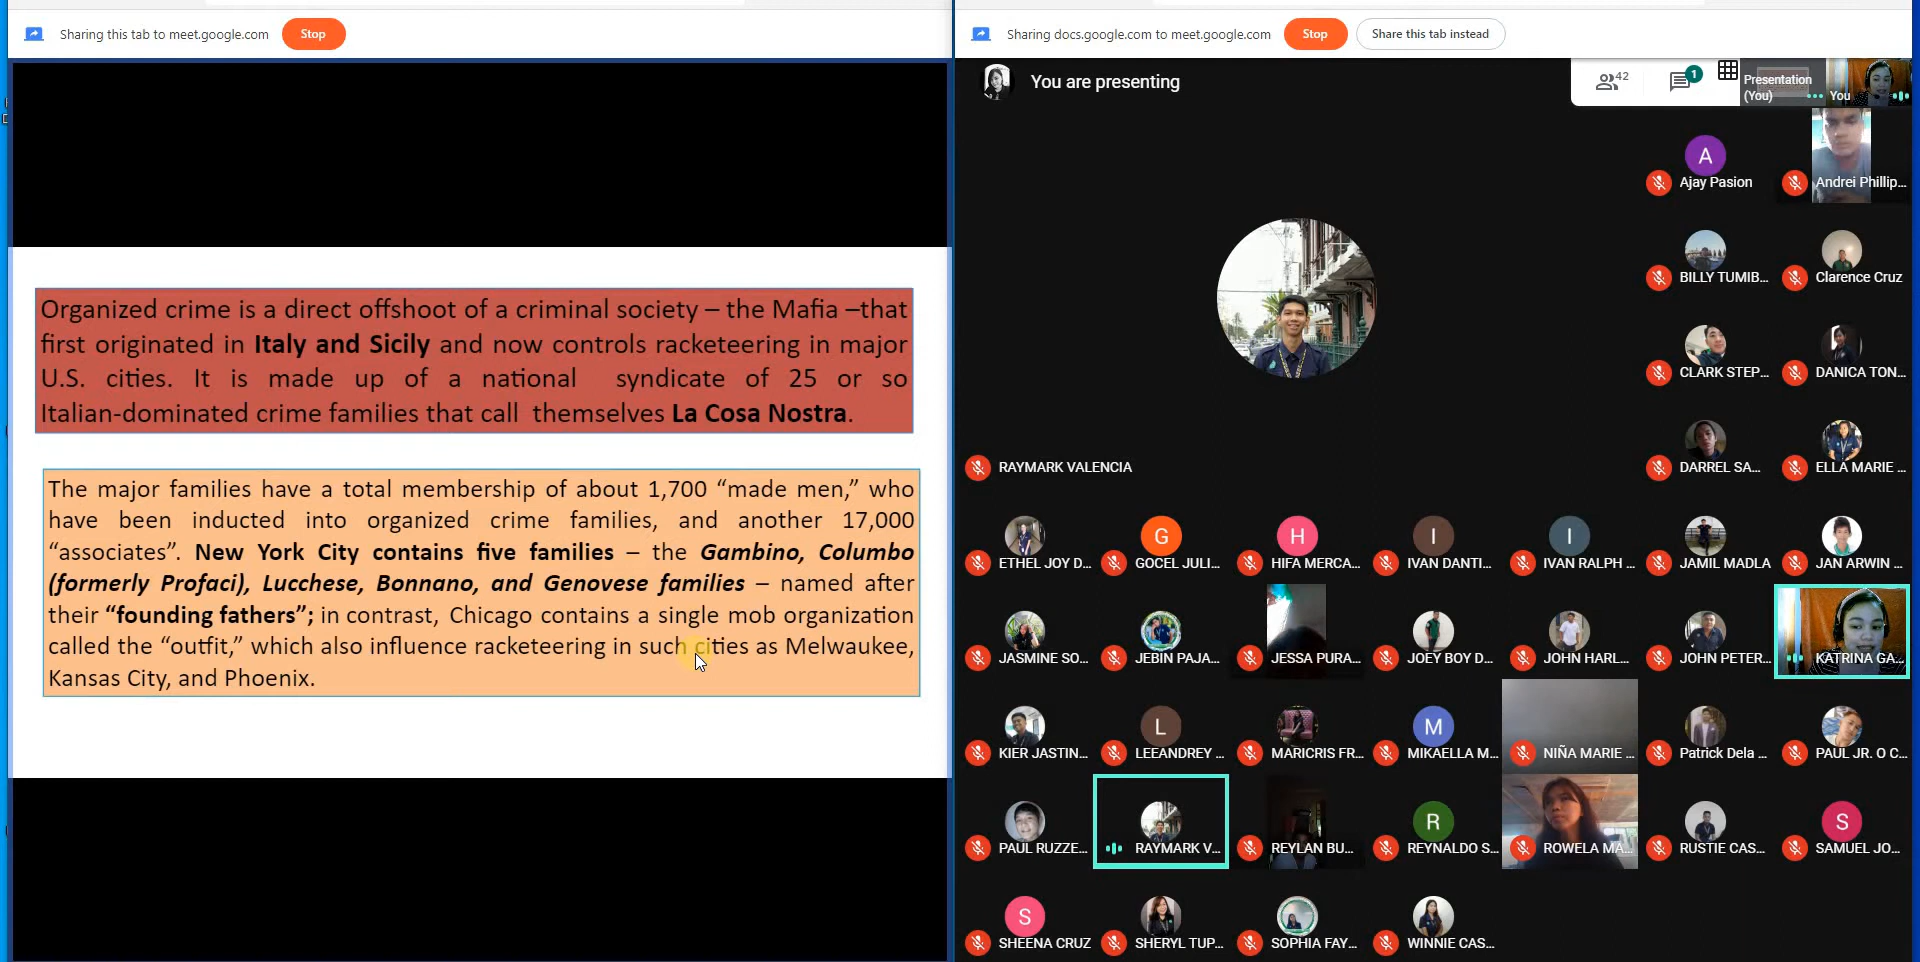 Sharing this tab to meet.google.com
Stop
Sharing docs.google.com to meet.google.com
Stop
Share this tab instead
Organized crime is a direct offshoot of a criminal society – the Mafia –that
first originated in Italy and Sicily and now controls racketeering in major
U.S. cities. It is made up of a national syndicate of 25 or so
Italian-dominated crime families that call themselves La Cosa Nostra.
The major families have a total membership of about 1,700 “made men,” who
have been inducted into organized crime families, and another 17,000
“associates”. New York City contains five families – the Gambino, Columbo
(formerly Profaci), Lucchese, Bonnano, and Genovese families – named after
their “founding fathers”; in contrast, Chicago contains a single mob organization
called the “outfit,” which also influence racketeering in such cities as Melwaukee,
Kansas City, and Phoenix.
You are presenting
42
1
Presentation
(You)
You
A
Ajay Pasion
Andrei Phillip...
BILLY TUMIB...
Clarence Cruz
CLARK STEP...
DANICA TON...
RAYMARK VALENCIA
DARREL SA...
ELLA MARIE ...
G
H
I
I
ETHEL JOY D...
GOCEL JULI...
HIFA MERCA...
IVAN DANTI...
IVAN RALPH ...
JAMIL MADLA
JAN ARWIN ...
JASMINE SO...
JEBIN PAJA...
JESSA PURA...
JOEY BOY D...
JOHN HARL...
JOHN PETER...
KATRINA GA...
L
M
KIER JASTIN...
LEEANDREY ...
MARICRIS FR...
MIKAELLA M...
NIÑA MARIE ...
Patrick Dela ...
PAUL JR. O C...
R
S
PAUL RUZZE...
RAYMARK V...
REYLAN BU...
REYNALDO S...
ROWELA MA...
RUSTIE CAS...
SAMUEL JO...
S
SHEENA CRUZ
SHERYL TUP...
SOPHIA FAY...
WINNIE CAS...